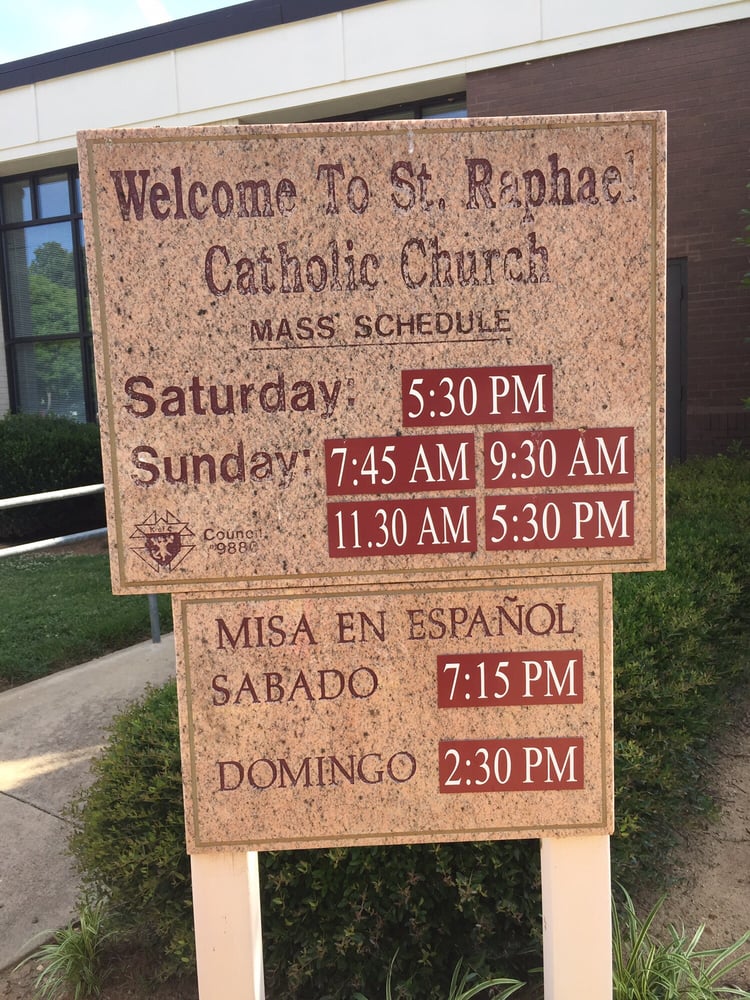 Welcome To St. Raphael
Catholic Church
MASS SCHEDULE
Saturday: 5:30 PM
Sunday: 7:45 AM 9:30 AM
11.30 AM 5:30 PM
Council
MISA EN ESPAÑOL
SABADO 7:15 PM
DOMINGO 2:30 PM